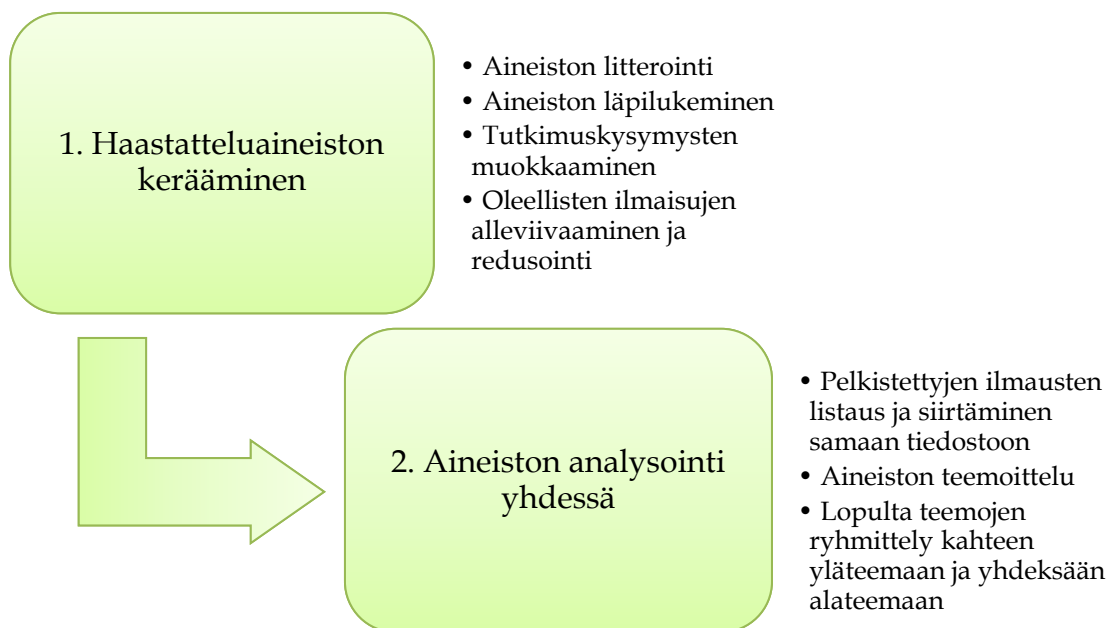 1. Haastatteluaineiston
kerääminen
• Aineiston litterointi
• Aineiston läpilukeminen
• Tutkimuskysymysten
muokkaaminen
• Oleellisten ilmaisujen
alleviivaaminen ja
redusointi
2. Aineiston analysointi
yhdessä
• Pelkistettyjen ilmausten
listaus ja siirtäminen
samaan tiedostoon
• Aineiston teemoittelu
• Lopulta teemojen
ryhmittely kahteen
yläteemaan ja yhdeksään
alateemaan